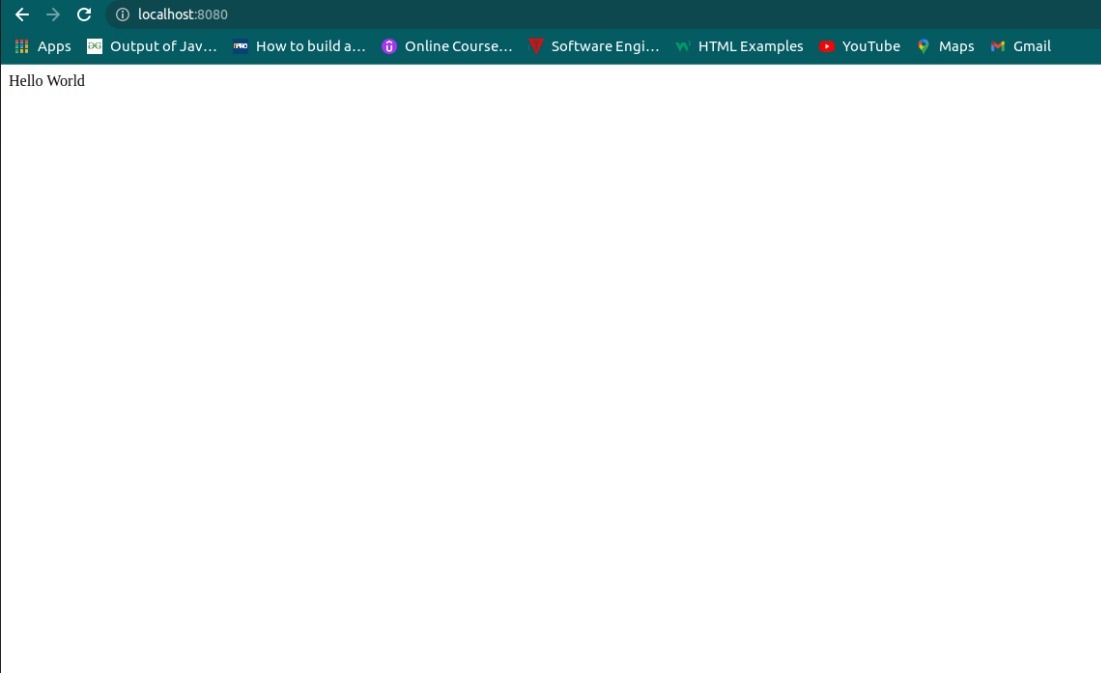 localhost:8080
Apps Output of Jav... How to build a... Online Course... Software Engi... HTML Examples YouTube Maps Gmail
Hello World